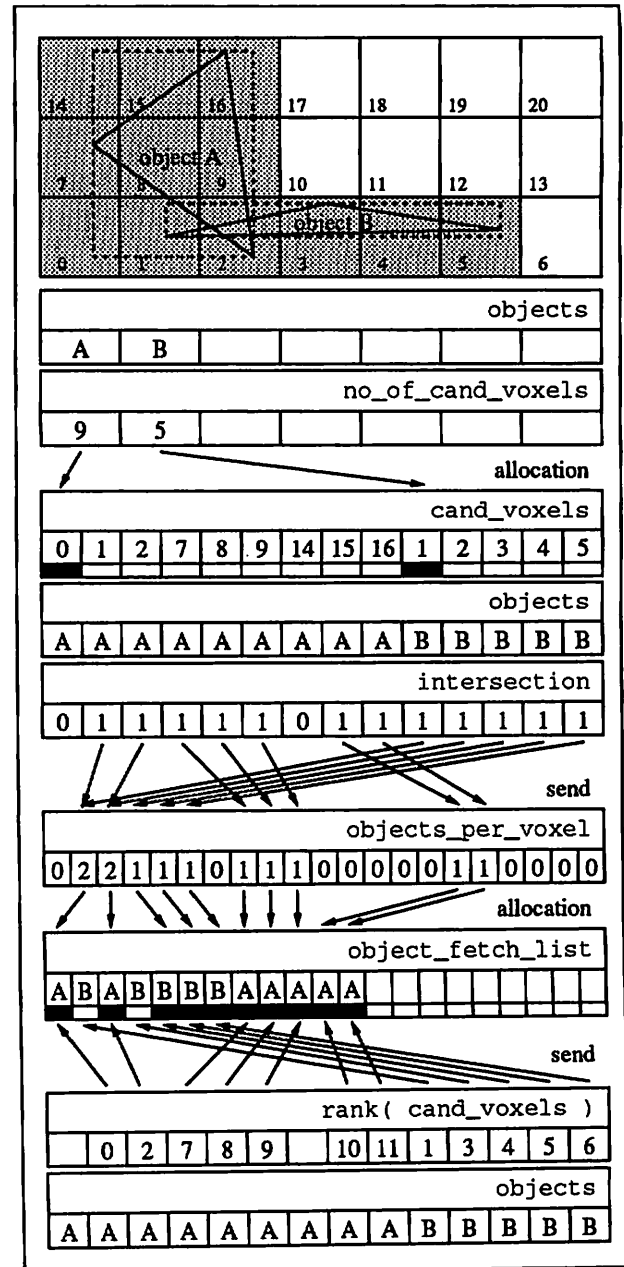 14 15 16 17 18 19 20
object A
7 8 9 10 11 12 13
object B
0 1 2 3 4 5 6
objects
A B
no_of_cand_voxels
9 5
allocation
cand_voxels
0 1 2 7 8 9 14 15 16 1 2 3 4 5
objects
A A A A A A A A A B B B B B
intersection
0 1 1 1 1 1 0 1 1 1 1 1 1 1
send
objects_per_voxel
0 2 2 1 1 1 0 1 1 1 0 0 0 0 0 1 1 0 0 0 0
allocation
object_fetch_list
A B A B B B B A A A A A
send
rank( cand_voxels )
0 2 7 8 9 10 11 1 3 4 5 6
objects
A A A A A A A A A B B B B B